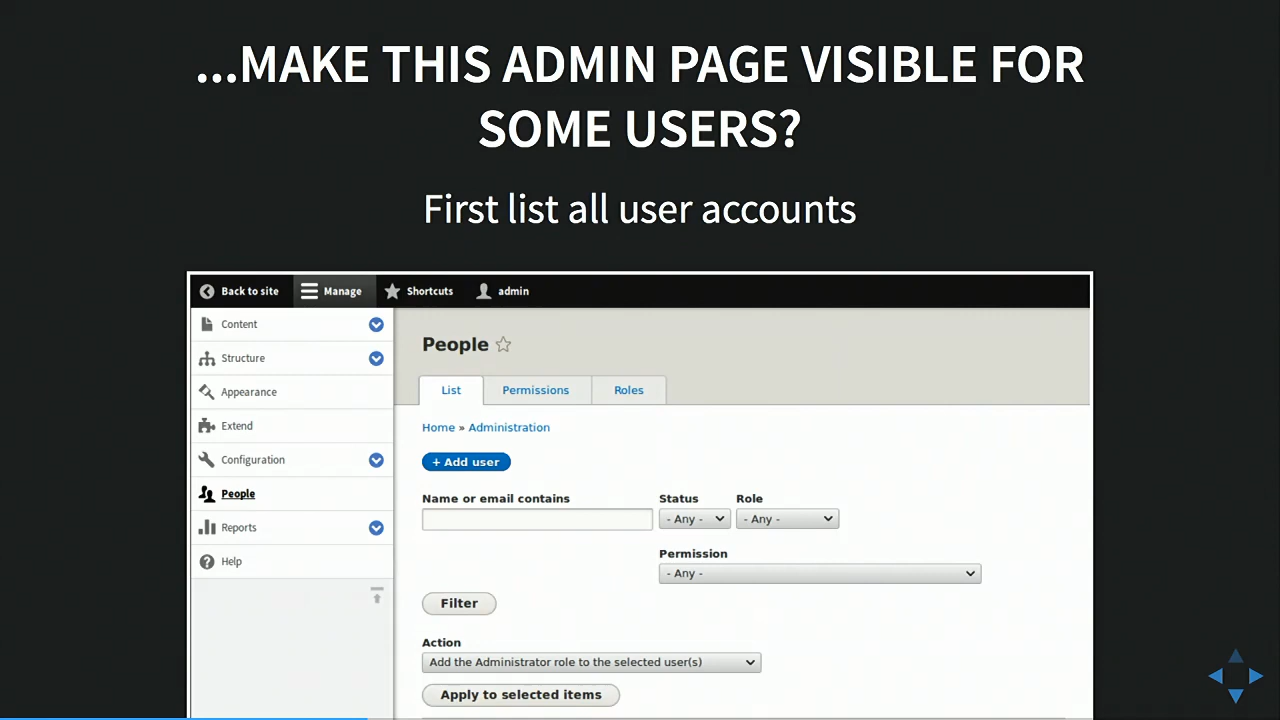 ...MAKE THIS ADMIN PAGE VISIBLE FOR
SOME USERS?
First list all user accounts
Back to site
Manage
Shortcuts
admin
Content
Structure
Appearance
Extend
Configuration
People
Reports
Help
People
List
Permissions
Roles
Home » Administration
+ Add user
Name or email contains
Status
Role
- Any -
- Any -
Permission
- Any -
Filter
Action
Add the Administrator role to the selected user(s)
Apply to selected items